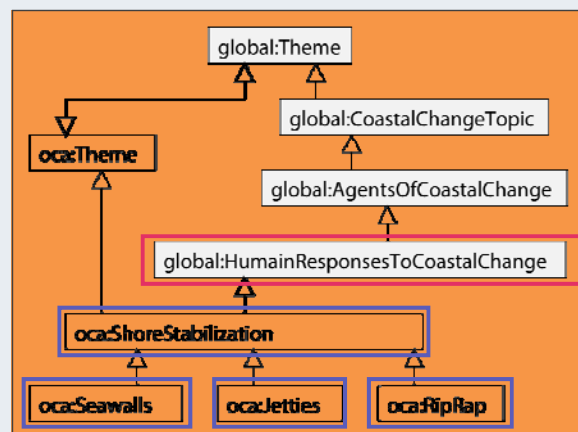 global:Theme
global:CoastalChangeTopic
oca:Theme
global:AgentsOfCoastalChange
global:HumainResponsesToCoastalChange
oca:ShoreStabilization
oca:Seawalls
oca:Jetties
oca:RipRap